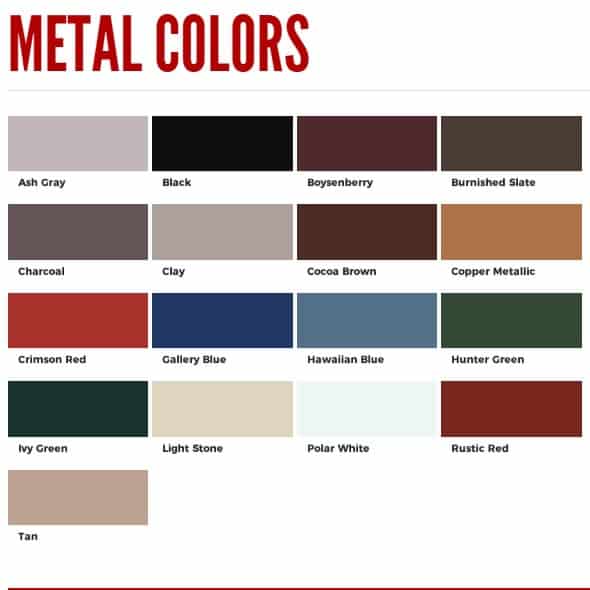 METAL COLORS
Ash Gray
Black
Boysenberry
Burnished Slate
Charcoal
Clay
Cocoa Brown
Copper Metallic
Crimson Red
Gallery Blue
Hawaiian Blue
Hunter Green
Ivy Green
Light Stone
Polar White
Rustic Red
Tan